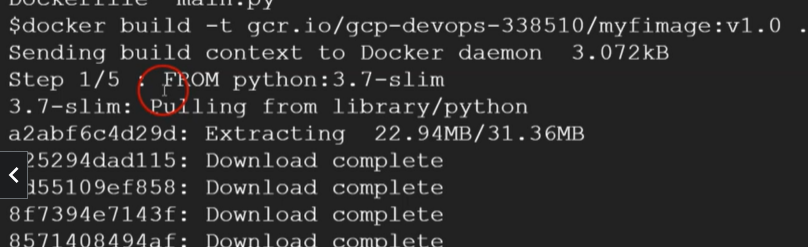 Dockerfile main.py
$docker build -t gcr.io/gcp-devops-338510/myfimage:v1.0 .
Sending build context to Docker daemon 3.072kB
Step 1/5 : FROM python:3.7-slim
3.7-slim: Pulling from library/python
a2abf6c4d29d: Extracting 22.94MB/31.36MB
25294dad115: Download complete
d55109ef858: Download complete
8f7394e7143f: Download complete
8571408494af: Download complete